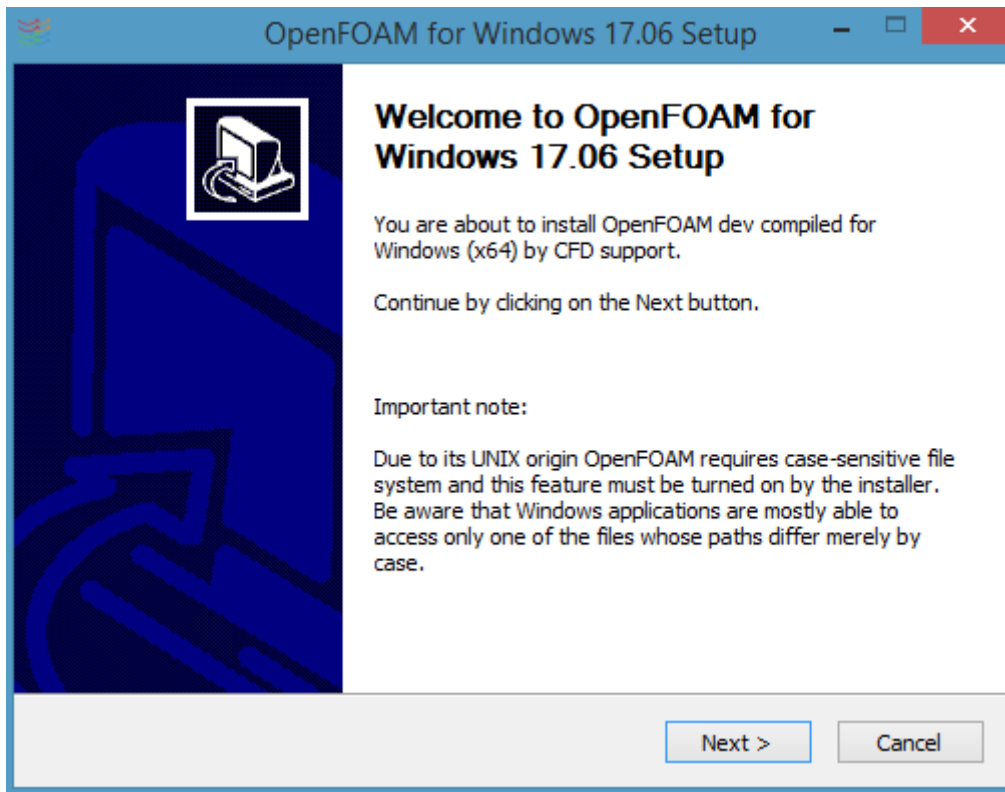 OpenFOAM for Windows 17.06 Setup
Welcome to OpenFOAM for
Windows 17.06 Setup
You are about to install OpenFOAM dev compiled for
Windows (x64) by CFD support.
Continue by clicking on the Next button.
Important note:
Due to its UNIX origin OpenFOAM requires case-sensitive file
system and this feature must be turned on by the installer.
Be aware that Windows applications are mostly able to
access only one of the files whose paths differ merely by
case.
Next >
Cancel